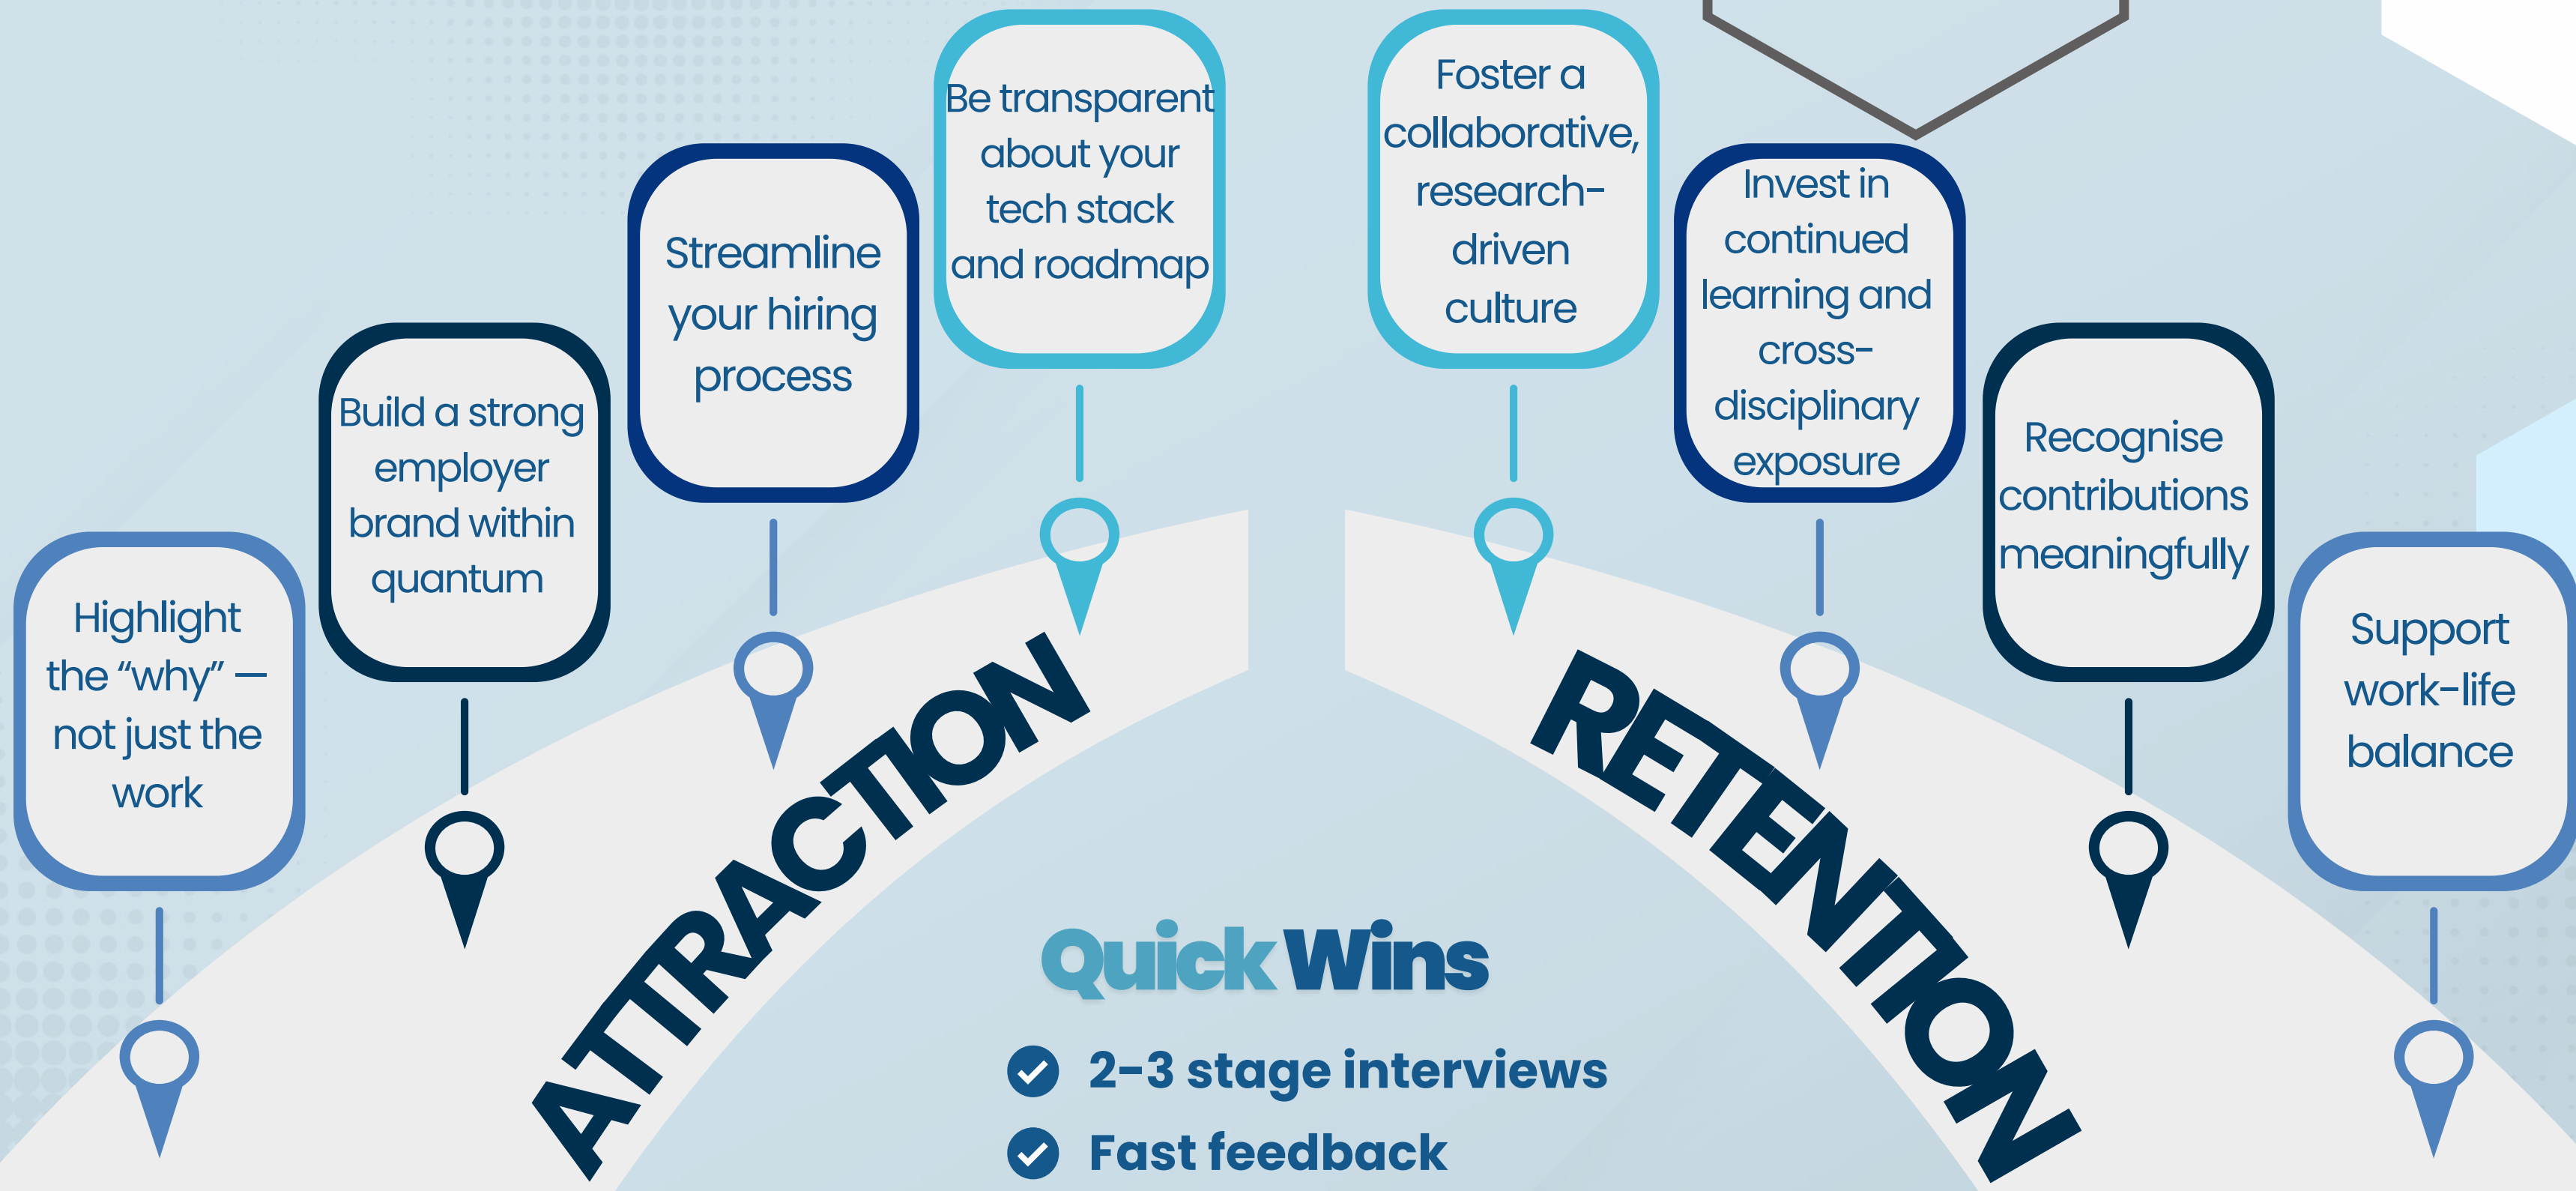 Highlight
the “why” —
not just the
work
Build a strong
employer
brand within
quantum
Streamline
your hiring
process
Be transparent
about your
tech stack
and roadmap
Foster a
collaborative,
research-
driven
culture
Invest in
continued
learning and
cross-
disciplinary
exposure
Recognise
contributions
meaningfully
Support
work-life
balance
ATTRACTION
RETENTION
Quick Wins
2-3 stage interviews
Fast feedback